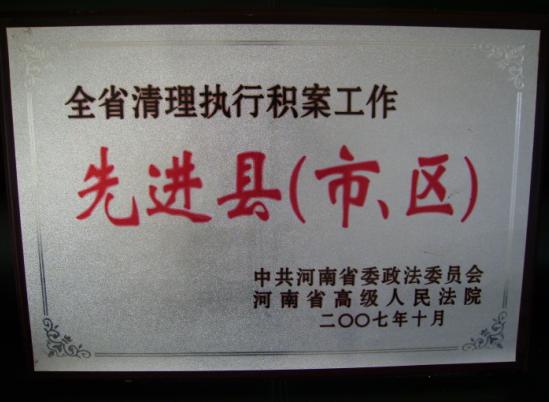 全省清理执行积案工作
先进县(市、区)
中共河南省委政法委员会
河南省高级人民法院
二〇〇七年十月